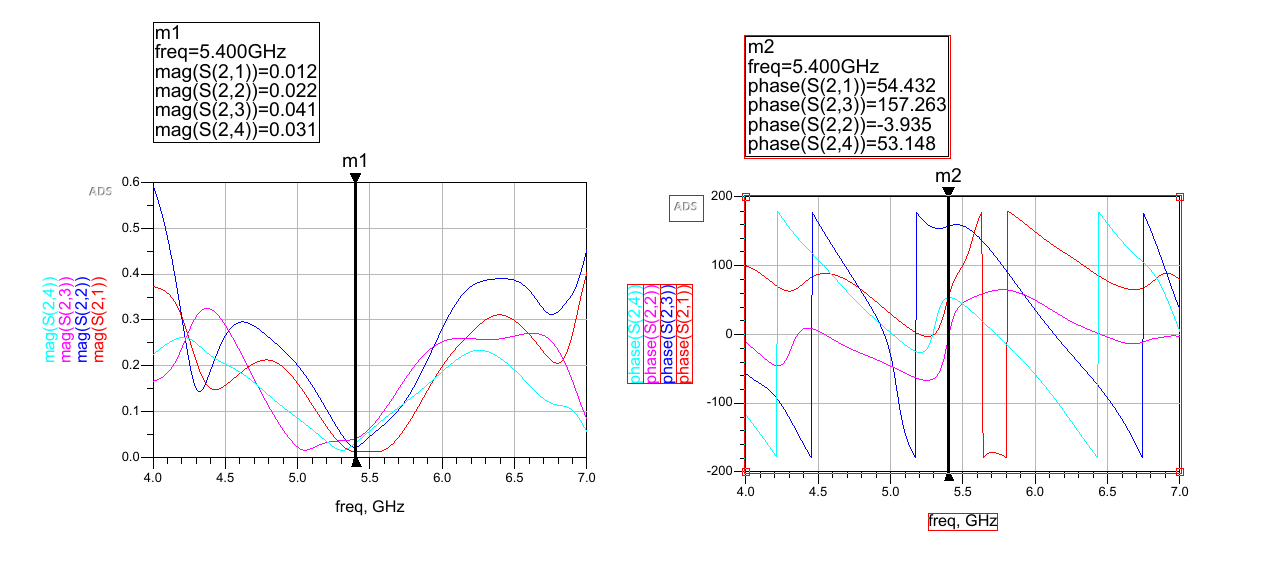 m1
freq=5.400GHz
mag(S(2,1))=0.012
mag(S(2,2))=0.022
mag(S(2,3))=0.041
mag(S(2,4))=0.031
m1
ADS
0.6
0.5
0.4
0.3
0.2
0.1
0.0
mag(S(2,4))
mag(S(2,3))
mag(S(2,2))
mag(S(2,1))
4.0 4.5 5.0 5.5 6.0 6.5 7.0
freq, GHz
m2
freq=5.400GHz
phase(S(2,1))=54.432
phase(S(2,3))=157.263
phase(S(2,2))=-3.935
phase(S(2,4))=53.148
m2
ADS
200
100
0
-100
-200
phase(S(2,4))
phase(S(2,2))
phase(S(2,3))
phase(S(2,1))
4.0 4.5 5.0 5.5 6.0 6.5 7.0
freq, GHz